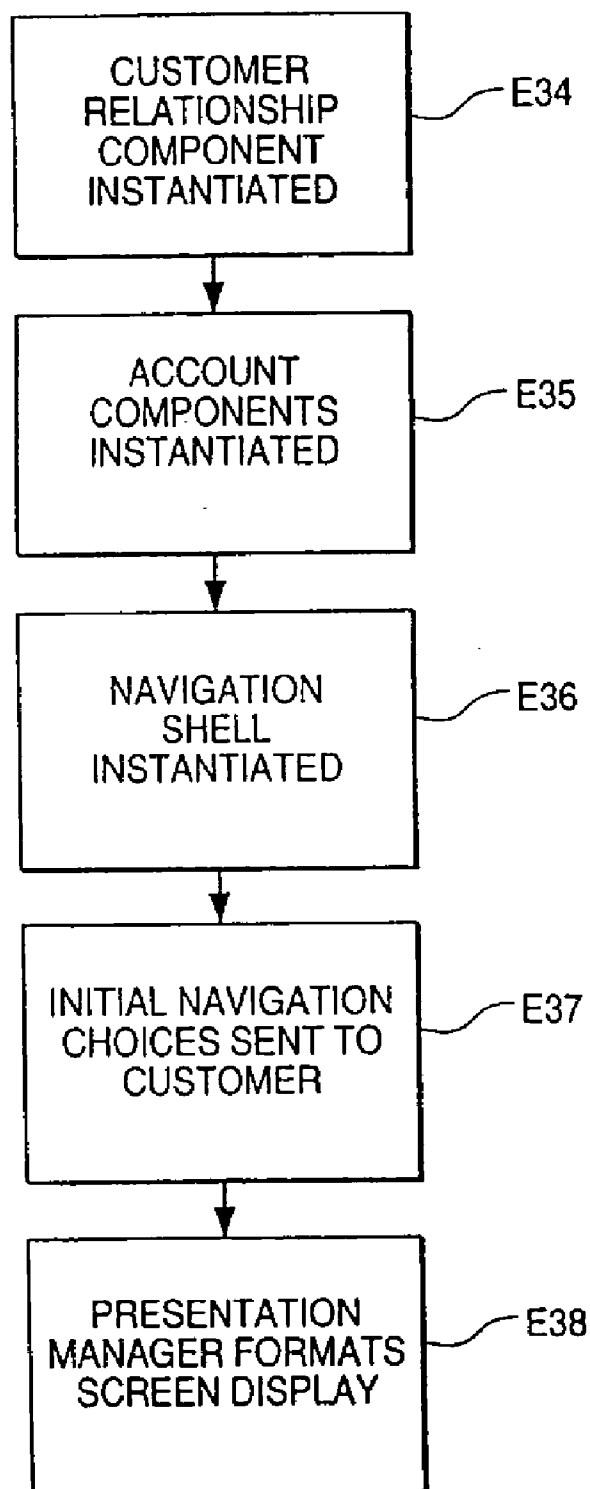 CUSTOMER
RELATIONSHIP
COMPONENT
INSTANTIATED
E34
ACCOUNT
COMPONENTS
INSTANTIATED
E35
NAVIGATION
SHELL
INSTANTIATED
E36
INITIAL NAVIGATION
CHOICES SENT TO
CUSTOMER
E37
PRESENTATION
MANAGER FORMATS
SCREEN DISPLAY
E38